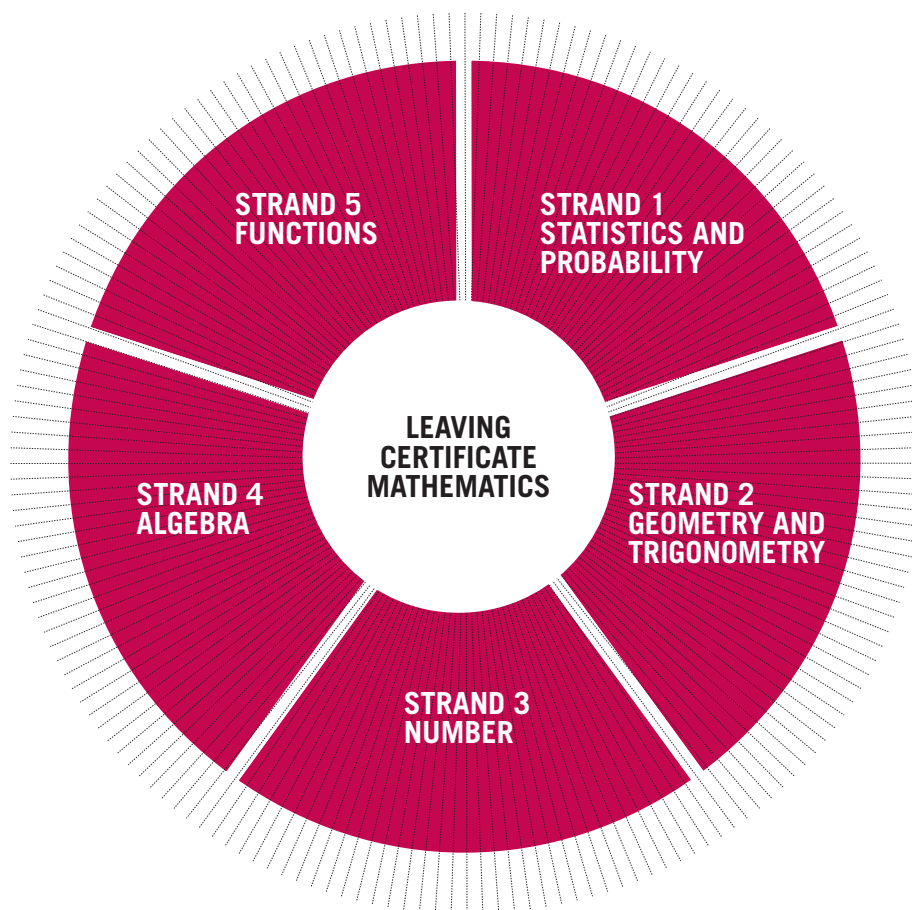 STRAND 5
FUNCTIONS
STRAND 1
STATISTICS AND
PROBABILITY
LEAVING
CERTIFICATE
MATHEMATICS
STRAND 4
ALGEBRA
STRAND 2
GEOMETRY AND
TRIGONOMETRY
STRAND 3
NUMBER